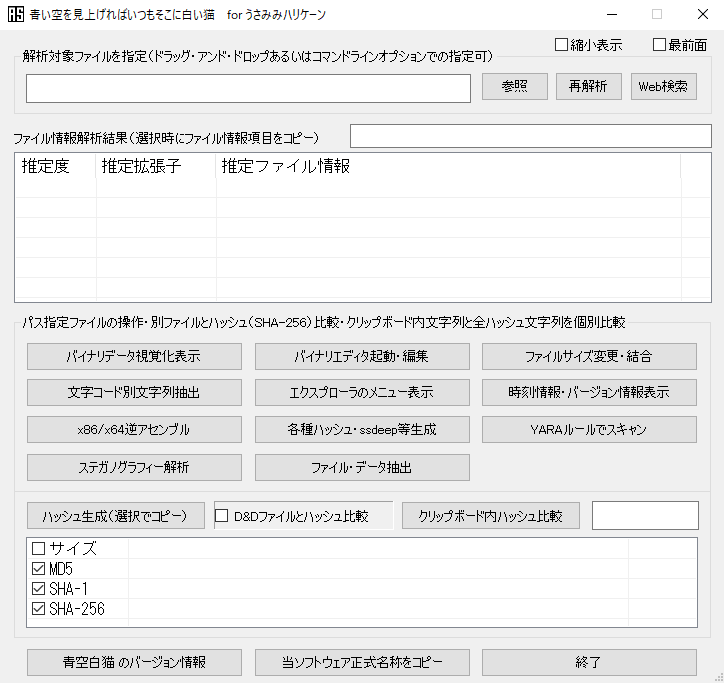 青い空を見上げればいつもそこに白い猫 for うさみみハリケーン
縮小表示 最前面
解析対象ファイルを指定(ドラッグ・アンド・ドロップあるいはコマンドラインオプションでの指定可)
参照 再解析 Web検索
ファイル情報解析結果(選択時にファイル情報項目をコピー)
推定度 推定拡張子 推定ファイル情報
パス指定ファイルの操作・別ファイルとハッシュ(SHA-256)比較・クリップボード内文字列と全ハッシュ文字列を個別比較
バイナリデータ視覚化表示 バイナリエディタ起動・編集 ファイルサイズ変更・結合
文字コード別文字列抽出 エクスプローラのメニュー表示 時刻情報・バージョン情報表示
x86/x64逆アセンブル 各種ハッシュ・ssdeep等生成 YARAルールでスキャン
ステガノグラフィー解析 ファイル・データ抽出
ハッシュ生成(選択でコピー) D&Dファイルとハッシュ比較 クリップボード内ハッシュ比較
サイズ
MD5
SHA-1
SHA-256
青空白猫 のバージョン情報 当ソフトウェア正式名称をコピー 終了